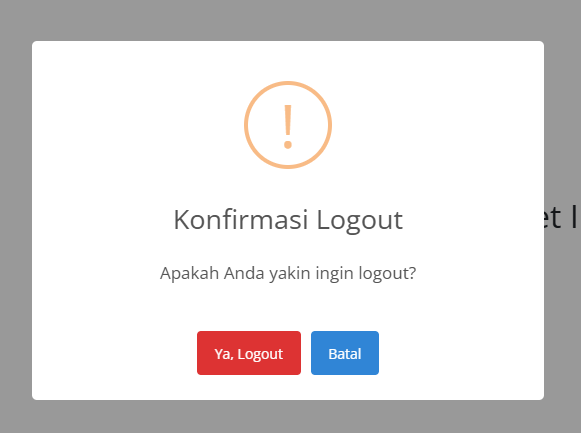 Konfirmasi Logout
Apakah Anda yakin ingin logout?
Ya, Logout
Batal